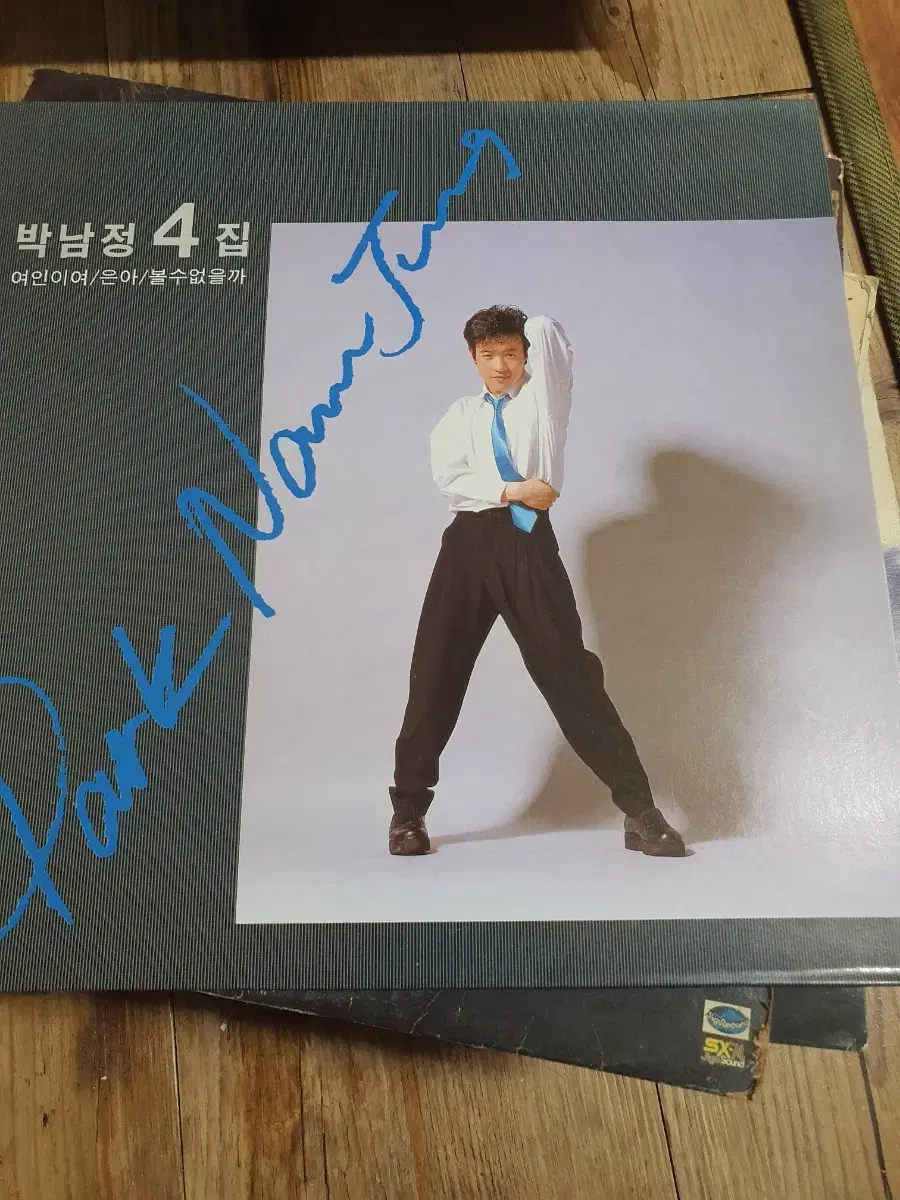 박남정 4 집
여인이여/은아/볼수없을까
Park Nam Jung
SX
Sound